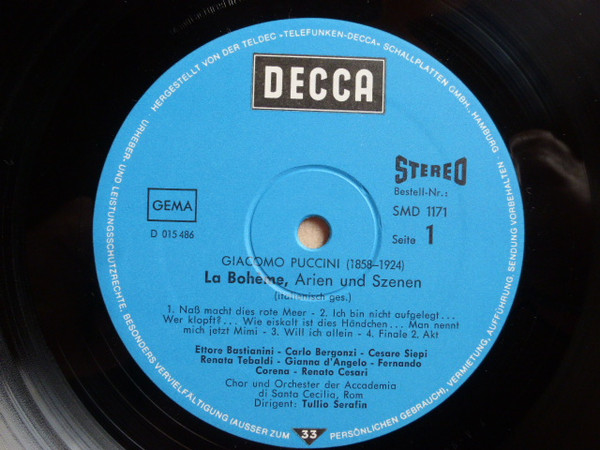 HERGESTELLT VON DER TELDEC »TELEFUNKEN-DECCA« SCHALLPLATTEN GMBH., HAMBURG
DECCA
STEREO
Bestell-Nr.:
SMD 1171
GEMA
D 015 486
Seite 1
GIACOMO PUCCINI (1858–1924)
La Bohème, Arien und Szenen
(italienisch ges.)
1. Naß macht dies rote Meer - 2. Ich bin nicht aufgelegt...
Wer klopft?... Wie eiskalt ist dies Händchen... Man nennt
mich jetzt Mimi - 3. Will ich allein - 4. Finale 2. Akt
Ettore Bastianini - Carlo Bergonzi - Cesare Siepi
Renata Tebaldi - Gianna d'Angelo - Fernando
Corena - Renato Cesari
Chor und Orchester der Accademia
di Santa Cecilia, Rom
Dirigent: Tullio Serafin
URHEBER- UND LEISTUNGSSCHUTZRECHTE, BESONDERS VERVIELFÄLTIGUNG (AUSSER ZUM
33
PERSÖNLICHEN GEBRAUCH), VERMIETUNG, AUFFÜHRUNG, SENDUNG VORBEHALTEN